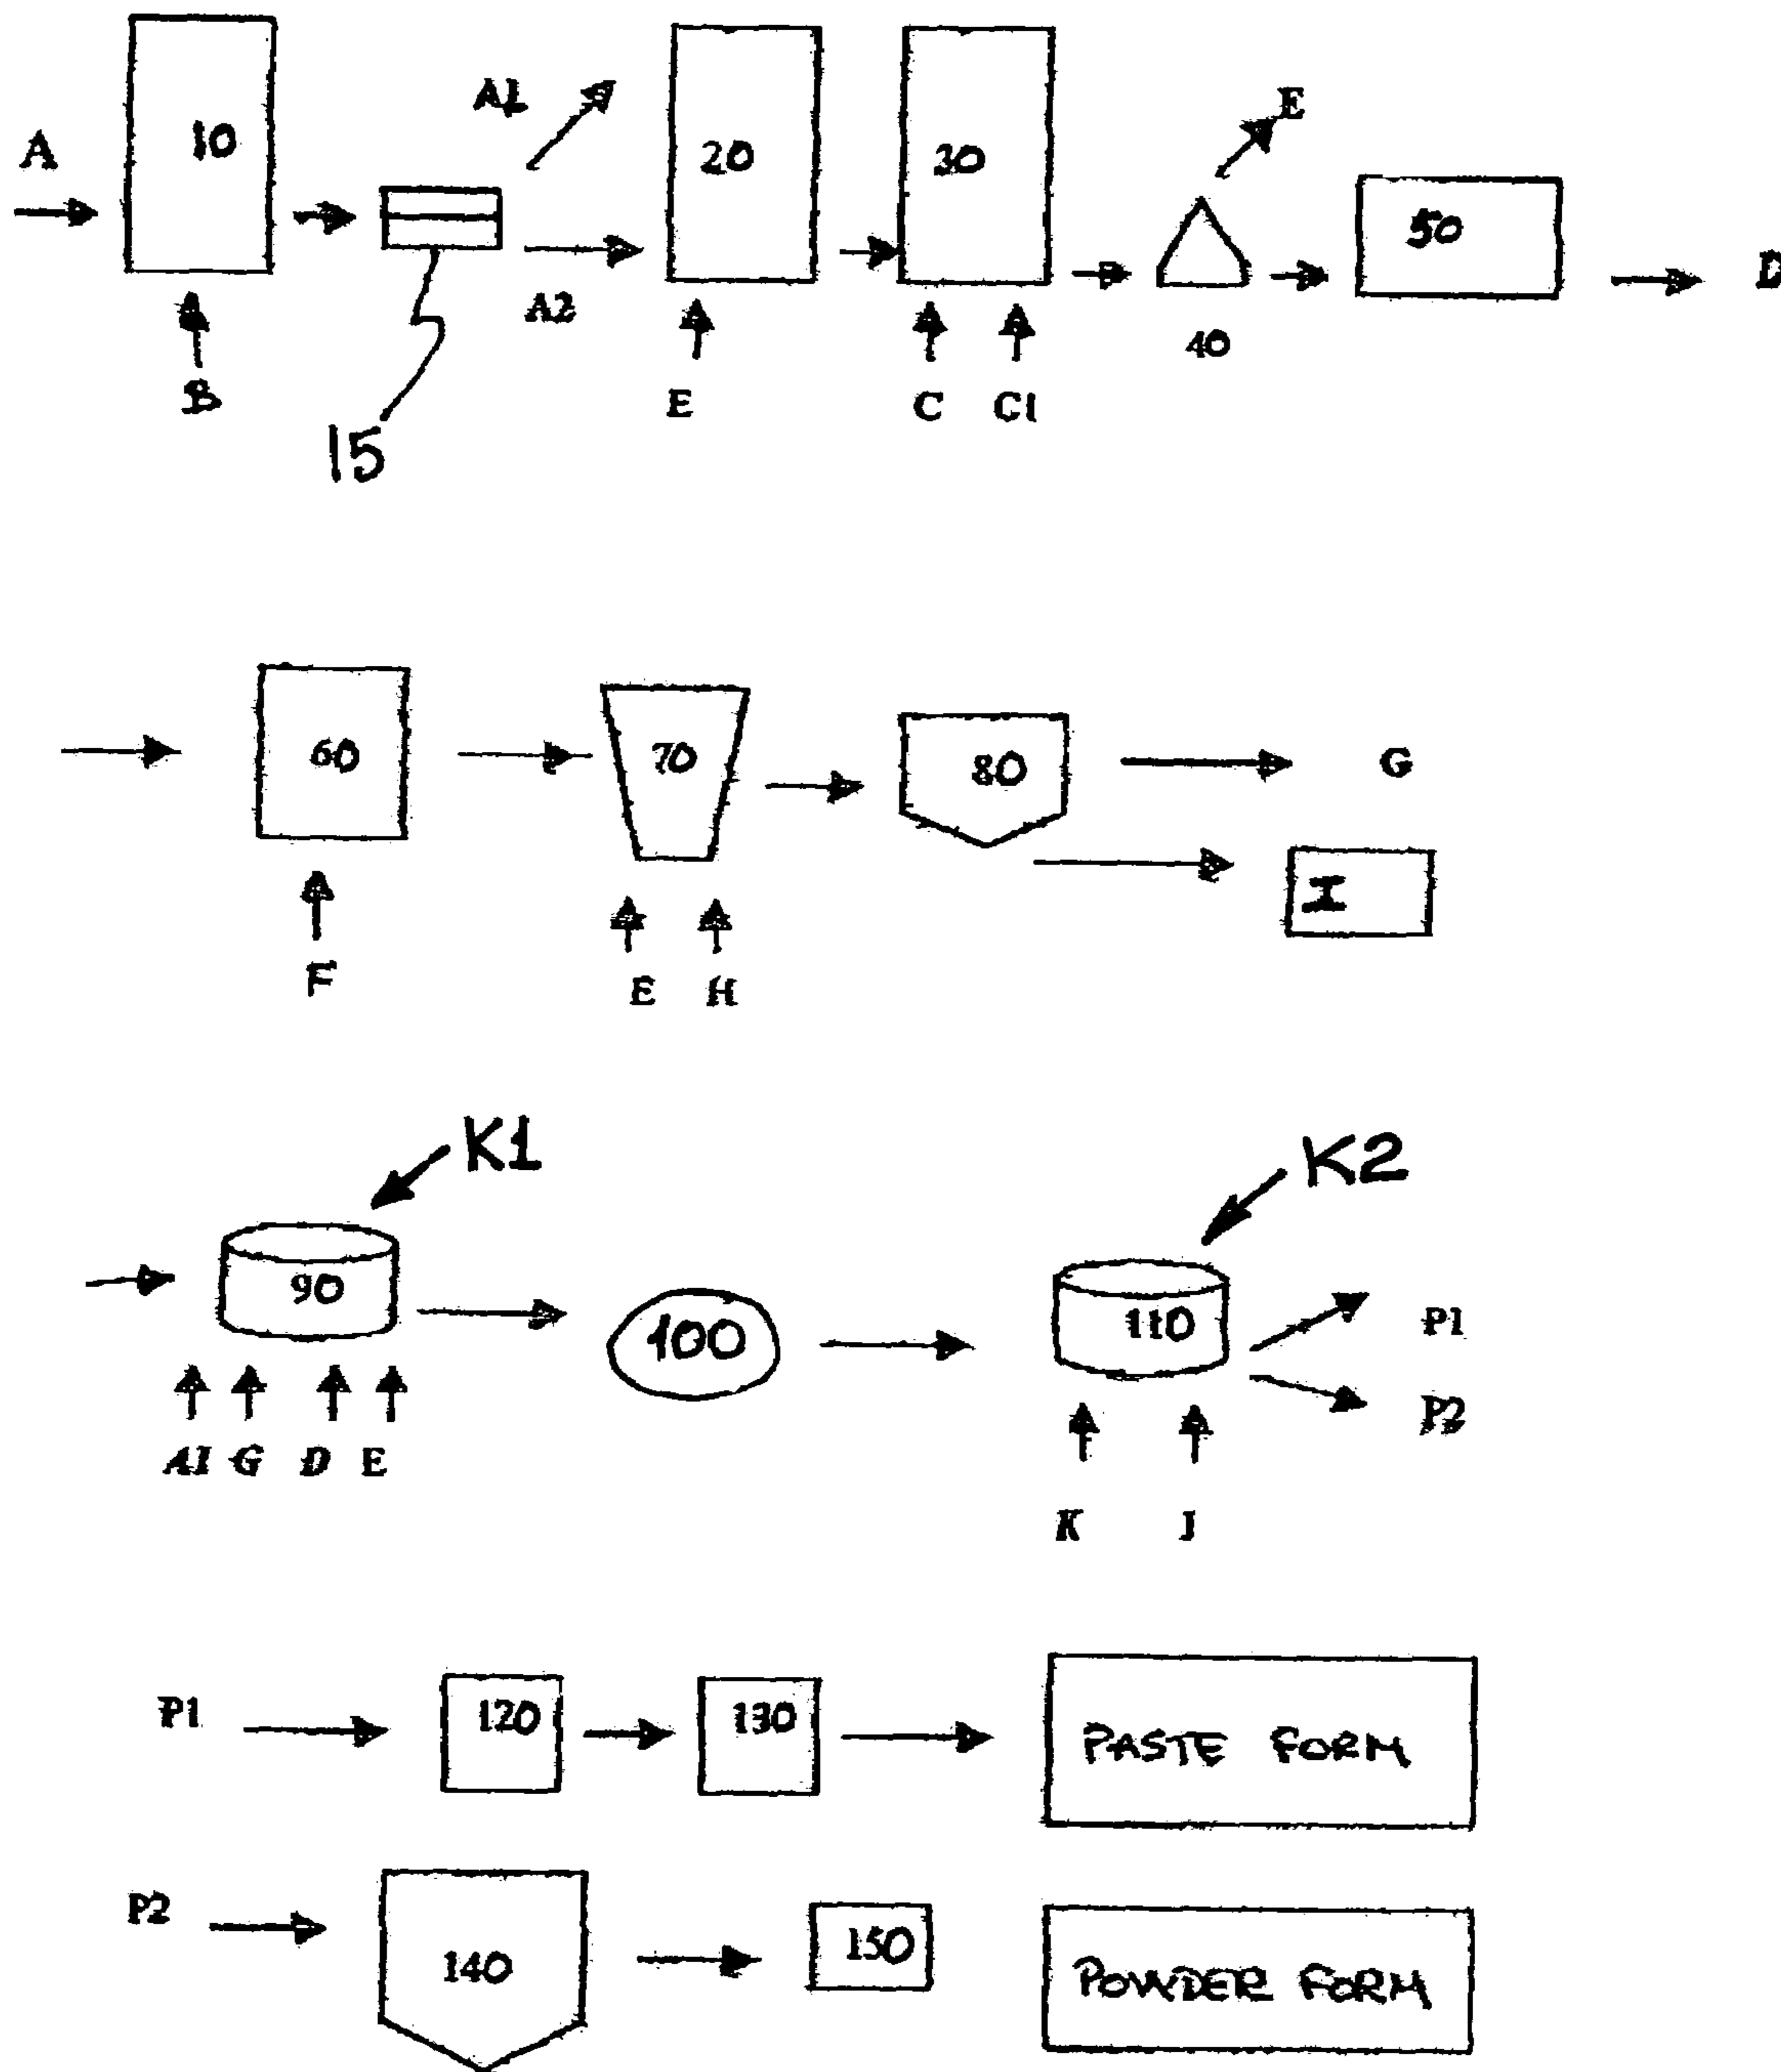 A 10 A1 20 30 E 50 D
A2 40
B E C C1
15
60 70 80 G
I
F E H
K1 K2
90 100 110 P1
P2
A1 G D E
K J
P1 120 130 PASTE FORM
P2 140 150 POWDER FORM